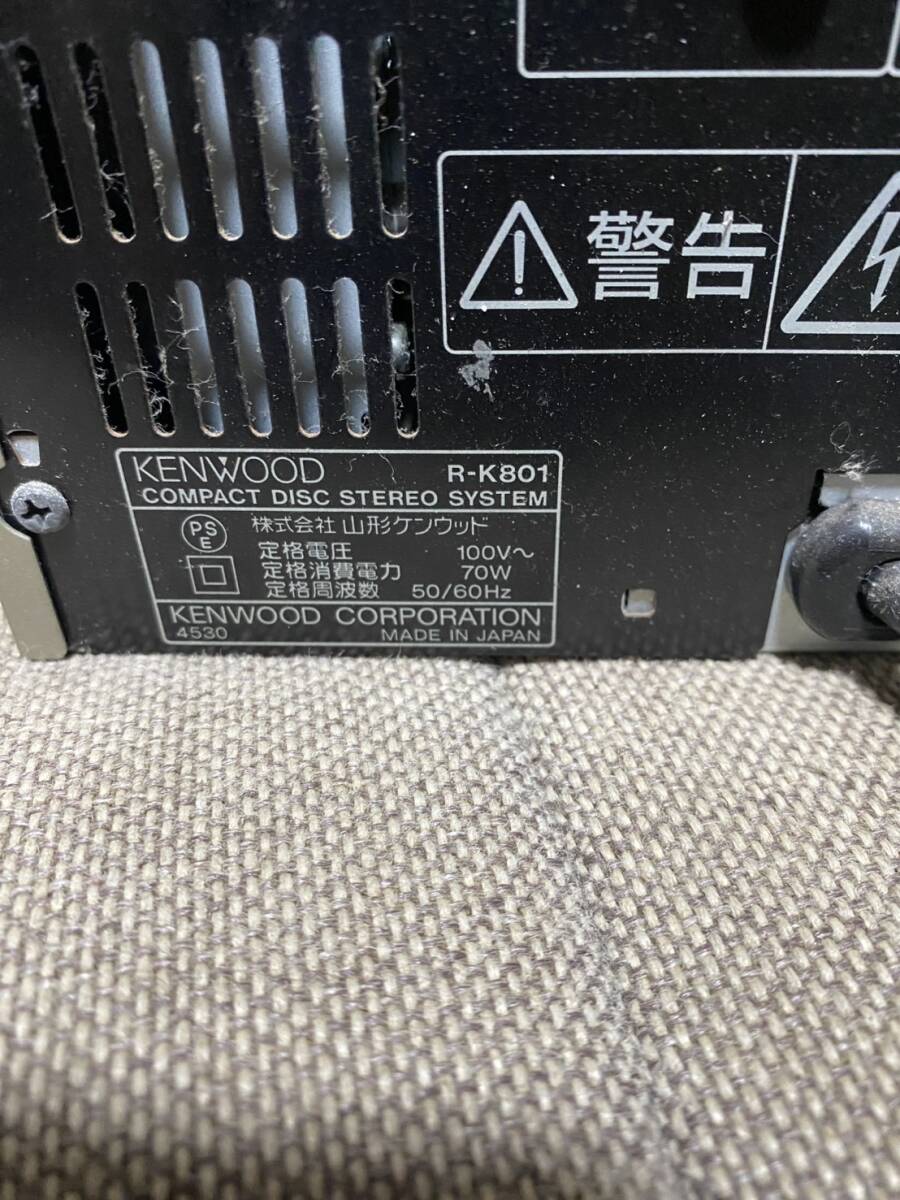 警告
KENWOOD R-K801
COMPACT DISC STEREO SYSTEM
PS
E
株式会社 山形ケンウッド
定格電圧 100V～
定格消費電力 70W
定格周波数 50/60Hz
KENWOOD CORPORATION
4530 MADE IN JAPAN